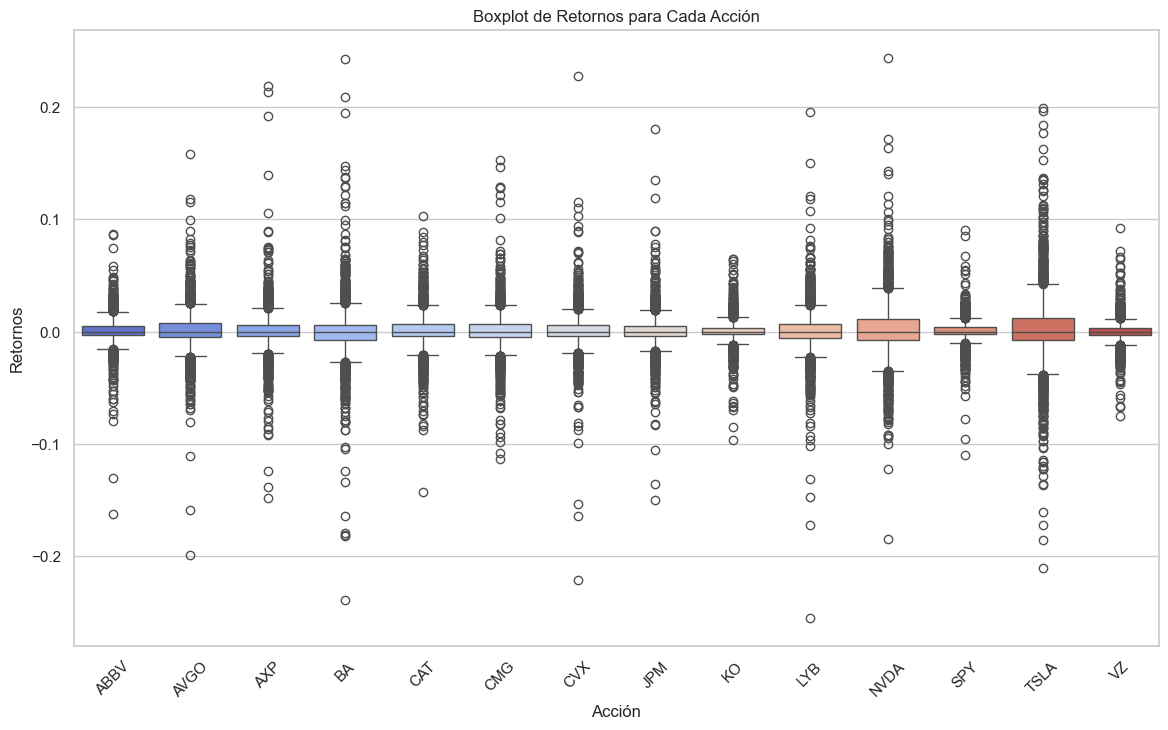 Boxplot de Retornos para Cada Acción
Retornos
0.2
0.1
0.0
−0.1
−0.2
ABBV
AVGO
AXP
BA
CAT
CMG
CVX
JPM
KO
LYB
NVDA
SPY
TSLA
VZ
Acción